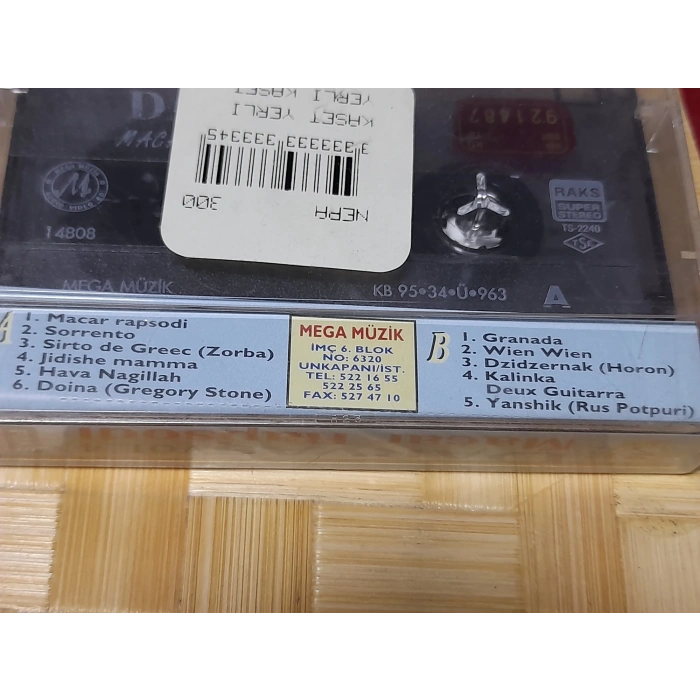 D
MAC
KASET YERLI
YERLI KASET
3 333333 333345
NEPA 300
921487
M
14808
MEGA MÜZİK
RAKS
SUPER
STEREO
TS-2240
TSE
KB 95•34•Ü•963
A
A
1. Macar rapsodi
2. Sorrento
3. Sirto de Greec (Zorba)
4. Jidishe mamma
5. Hava Nagillah
6. Doina (Gregory Stone)
MEGA MÜZİK
İMÇ 6. BLOK
NO: 6320
UNKAPANI/İST.
TEL: 522 16 55
522 25 65
FAX: 527 47 10
B
1. Granada
2. Wien Wien
3. Dzidzernak (Horon)
4. Kalinka
Deux Guitarra
5. Yanshik (Rus Potpuri)